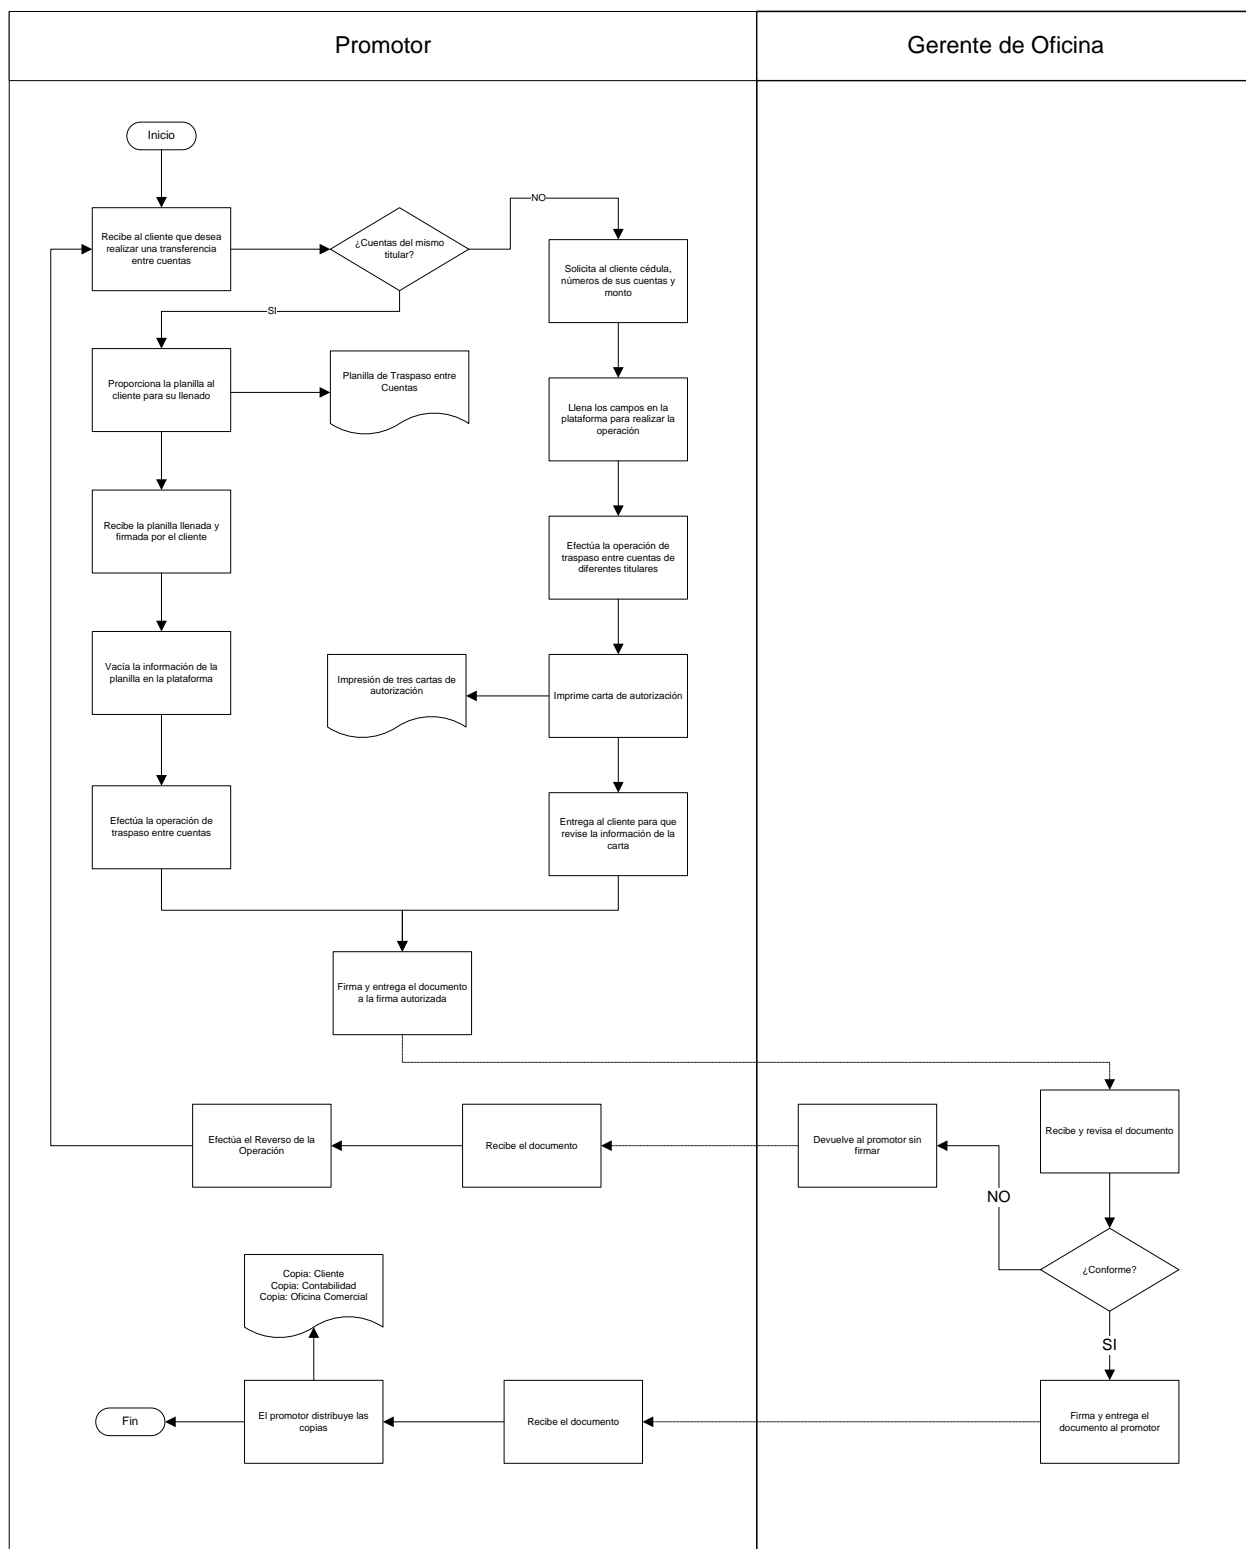 Promotor
Gerente de Oficina
Inicio
Recibe al cliente que desea
realizar una transferencia
entre cuentas
¿Cuentas del mismo
titular?
NO
SI
Solicita al cliente cédula,
números de sus cuentas y
monto
Proporciona la planilla al
cliente para su llenado
Planilla de Traspaso entre
Cuentas
Llena los campos en la
plataforma para realizar la
operación
Recibe la planilla llenada y
firmada por el cliente
Efectúa la operación de
traspaso entre cuentas de
diferentes titulares
Vacía la información de la
planilla en la plataforma
Impresión de tres cartas de
autorización
Imprime carta de autorización
Efectúa la operación de
traspaso entre cuentas
Entrega al cliente para que
revise la información de la
carta
Firma y entrega el documento
a la firma autorizada
Recibe y revisa el documento
Devuelve al promotor sin
firmar
Recibe el documento
Efectúa el Reverso de la
Operación
NO
¿Conforme?
SI
Copia: Cliente
Copia: Contabilidad
Copia: Oficina Comercial
Firma y entrega el
documento al promotor
Recibe el documento
El promotor distribuye las
copias
Fin